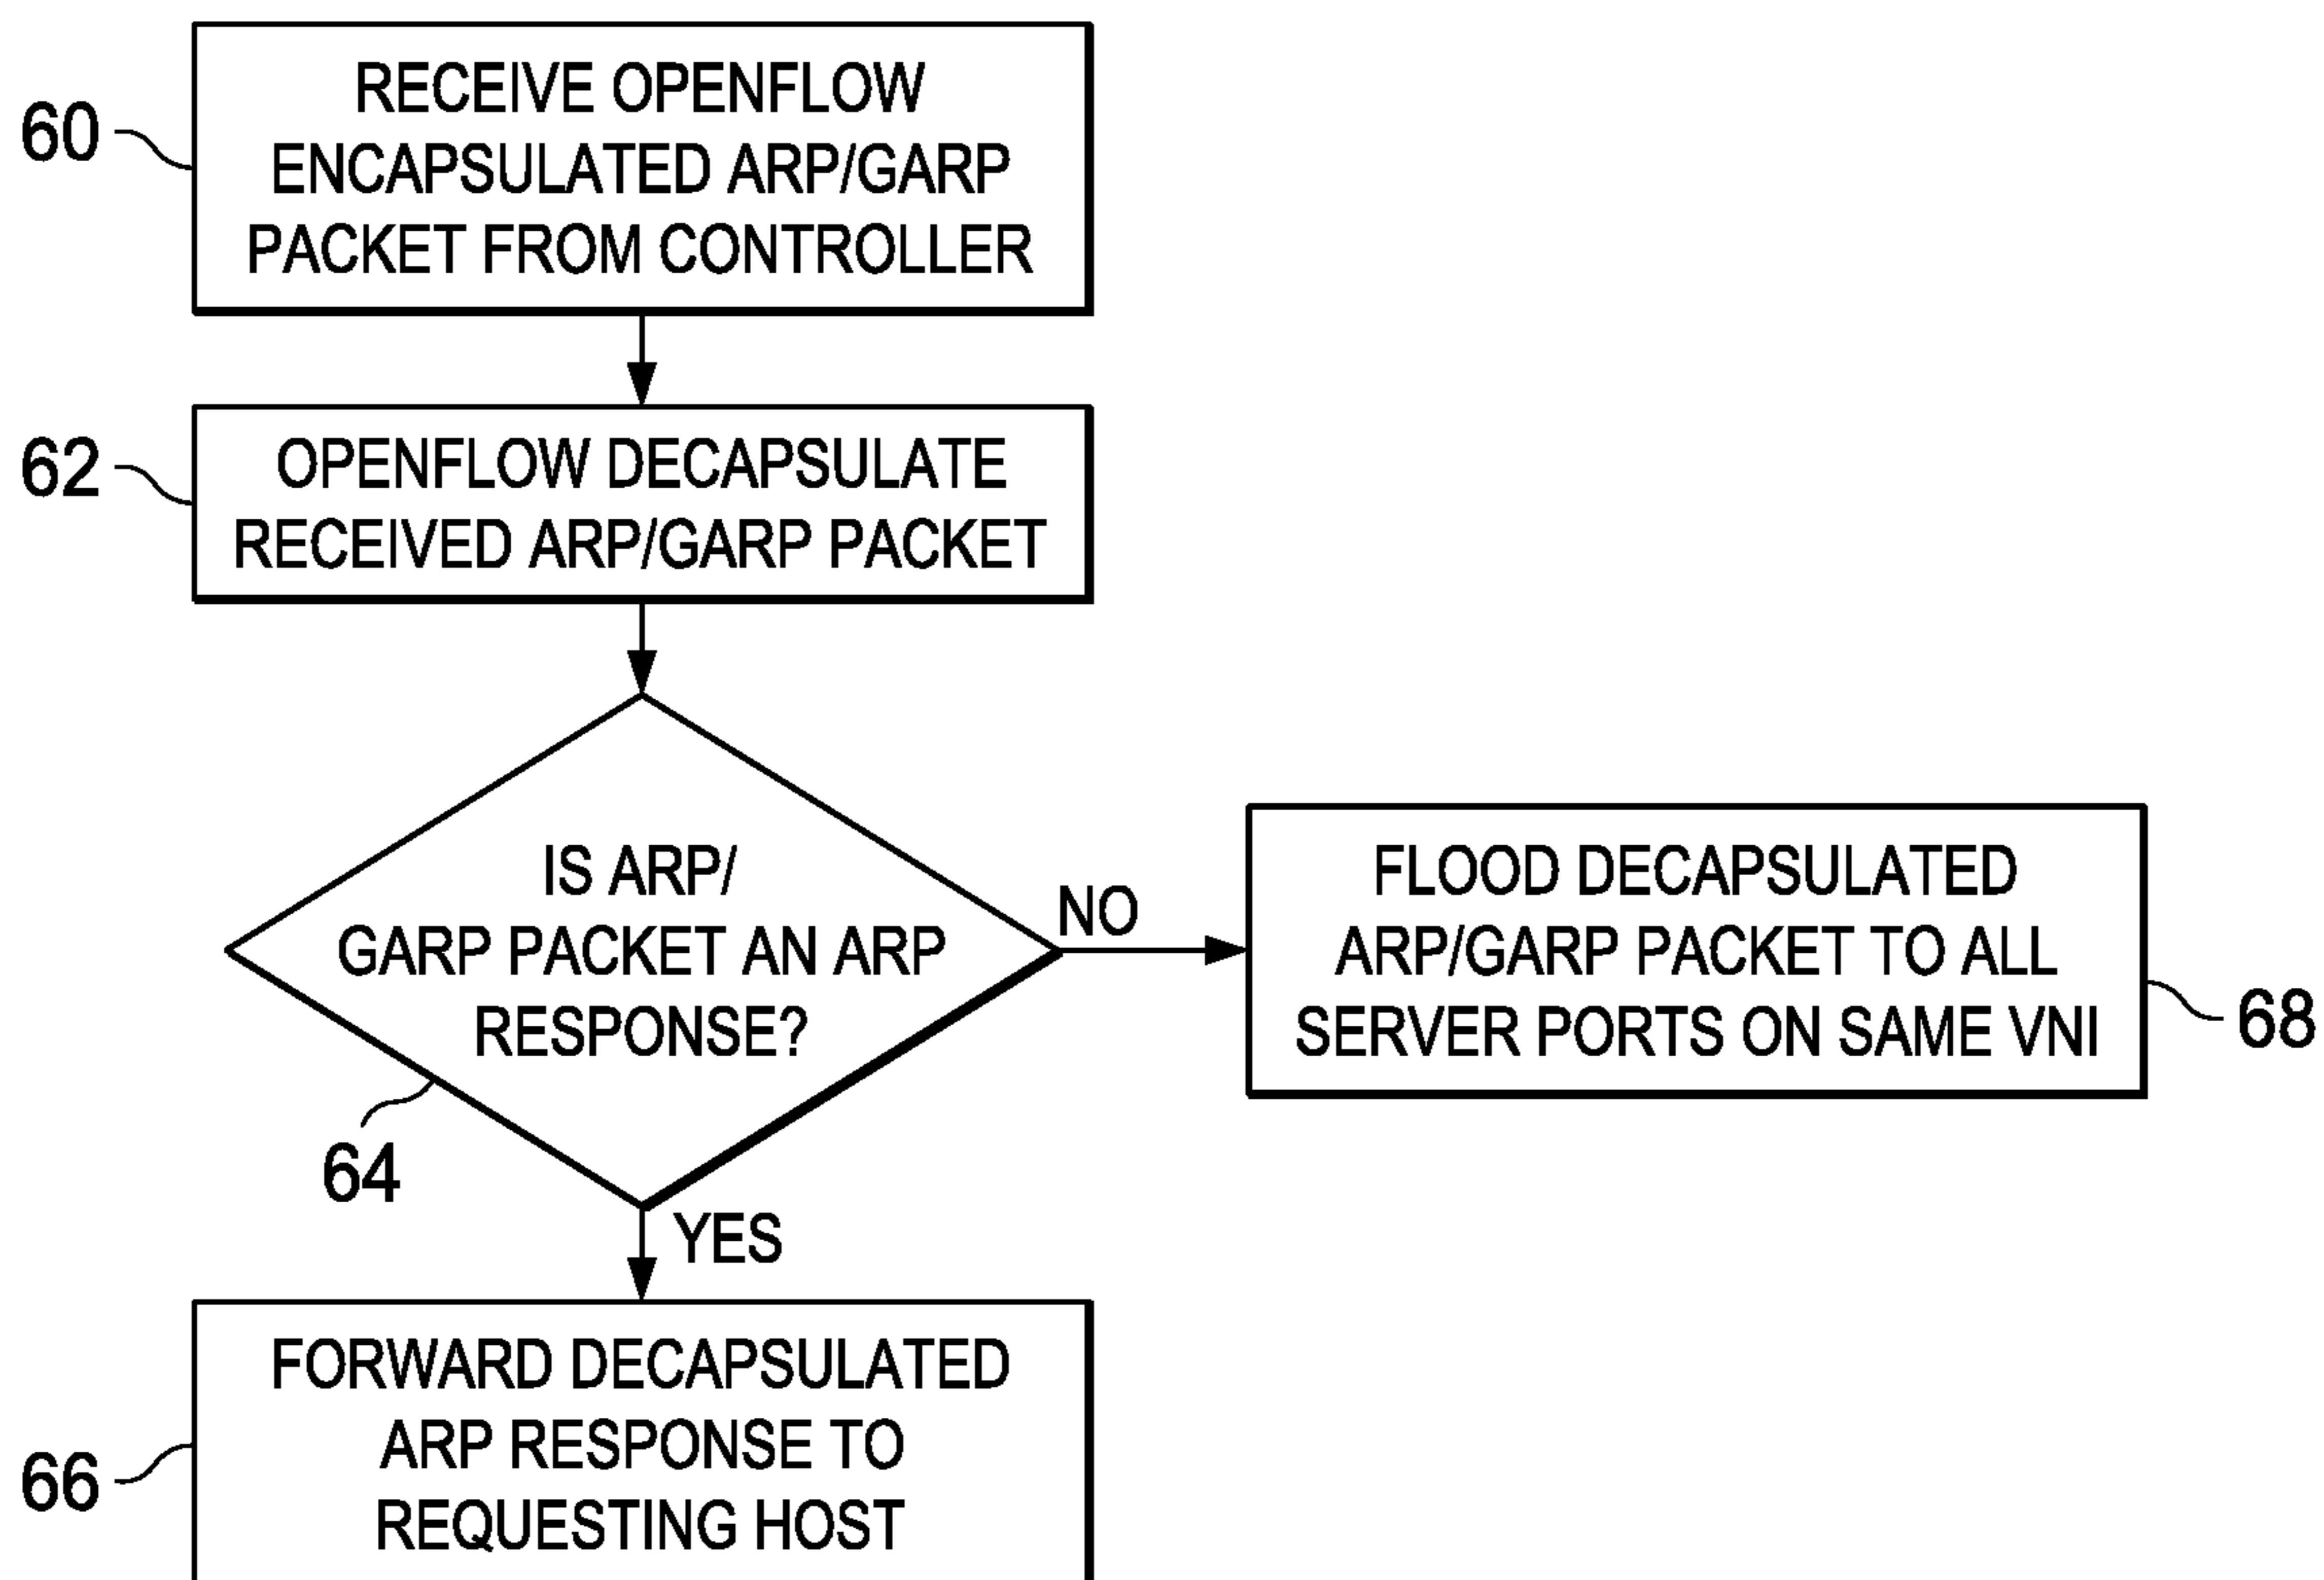 60
RECEIVE OPENFLOW
ENCAPSULATED ARP/GARP
PACKET FROM CONTROLLER
62
OPENFLOW DECAPSULATE
RECEIVED ARP/GARP PACKET
IS ARP/
GARP PACKET AN ARP
RESPONSE?
64
NO
FLOOD DECAPSULATED
ARP/GARP PACKET TO ALL
SERVER PORTS ON SAME VNI
68
YES
66
FORWARD DECAPSULATED
ARP RESPONSE TO
REQUESTING HOST